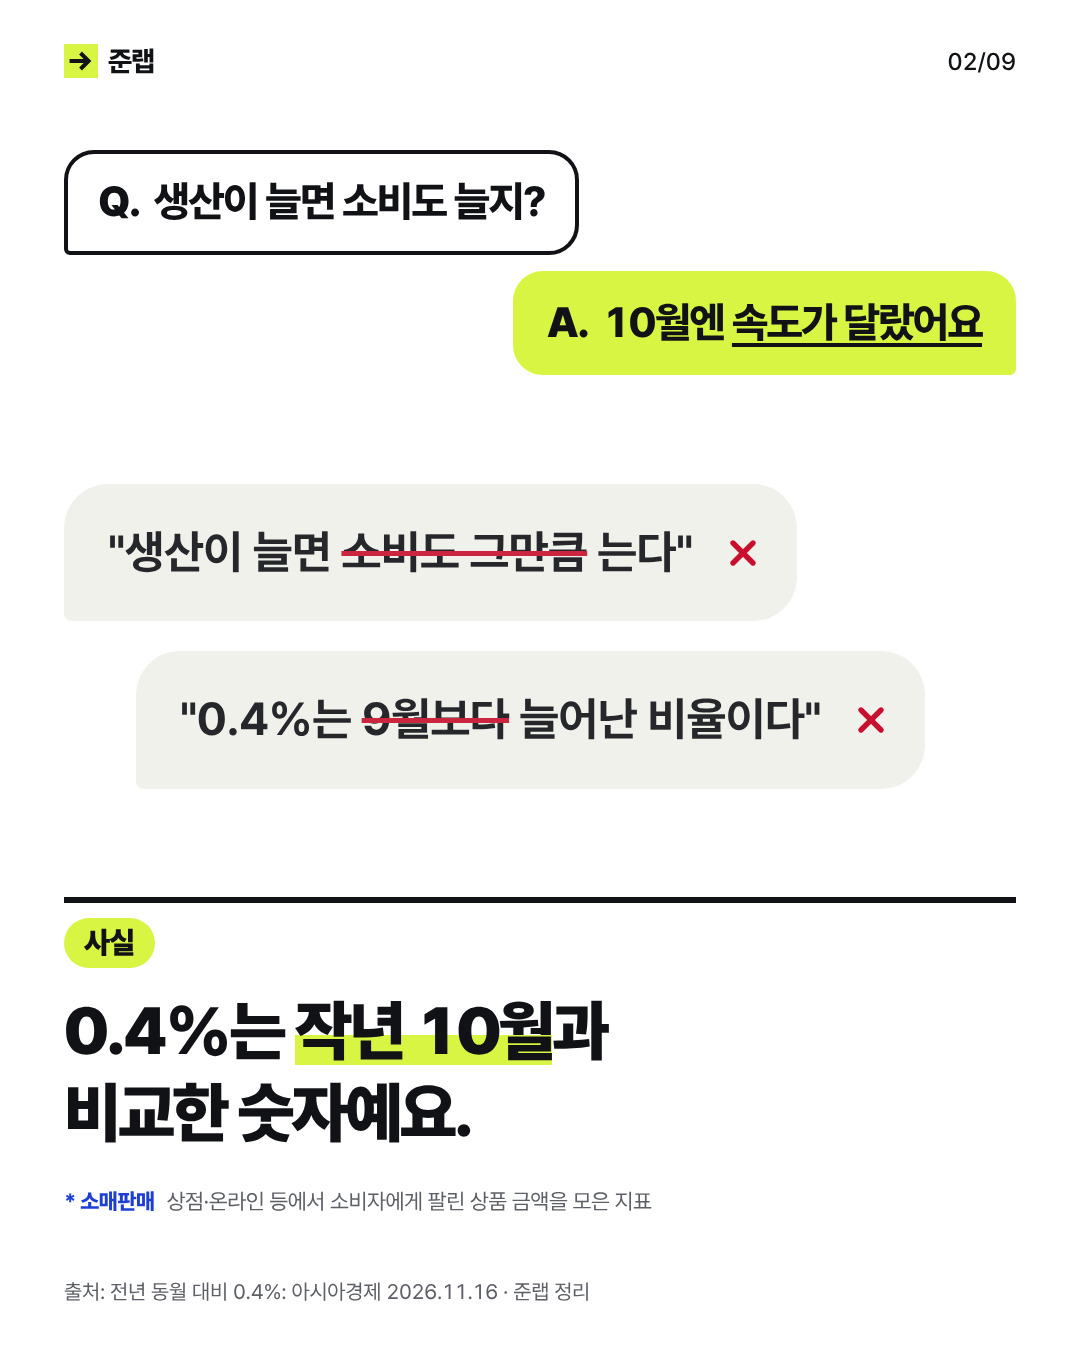 준랩
02/09
Q. 생산이 늘면 소비도 늘지?
A. 10월엔 속도가 달랐어요
"생산이 늘면 소비도 그만큼 는다"
"0.4%는 9월보다 늘어난 비율이다"
사실
0.4%는 작년 10월과
비교한 숫자예요.
* 소매판매 상점·온라인 등에서 소비자에게 팔린 상품 금액을 모은 지표
출처: 전년 동월 대비 0.4%: 아시아경제 2026.11.16 · 준랩 정리